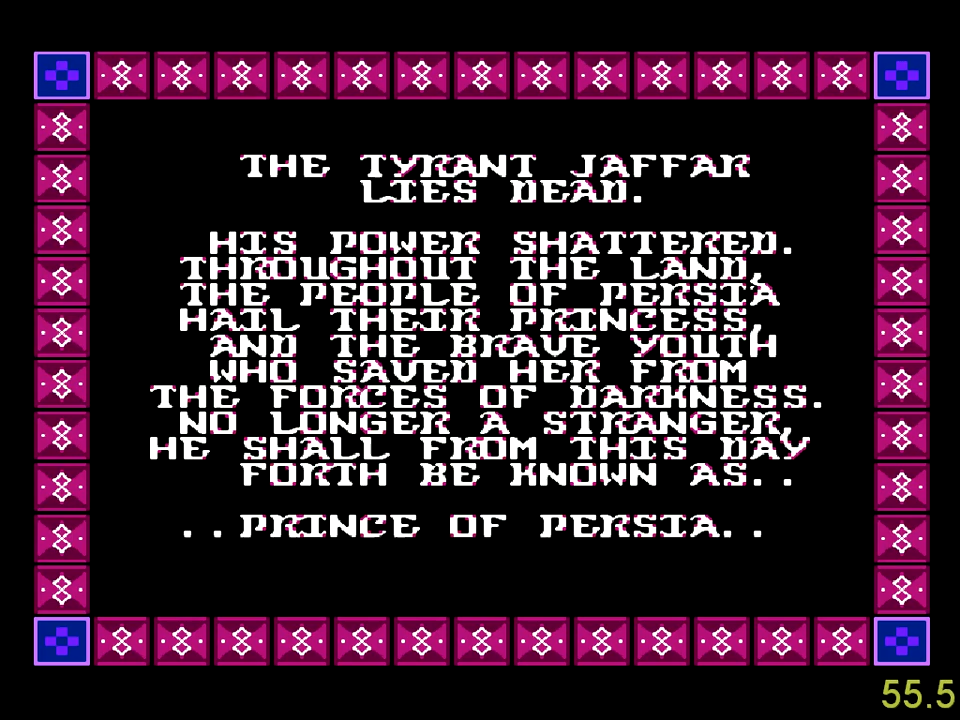 THE TYRANT JAFFAR
LIES DEAD.
HIS POWER SHATTERED.
THROUGHOUT THE LAND,
THE PEOPLE OF PERSIA
HAIL THEIR PRINCESS,
AND THE BRAVE YOUTH
WHO SAVED HER FROM
THE FORCES OF DARKNESS.
NO LONGER A STRANGER,
HE SHALL FROM THIS DAY
FORTH BE KNOWN AS..
..PRINCE OF PERSIA..
55.5